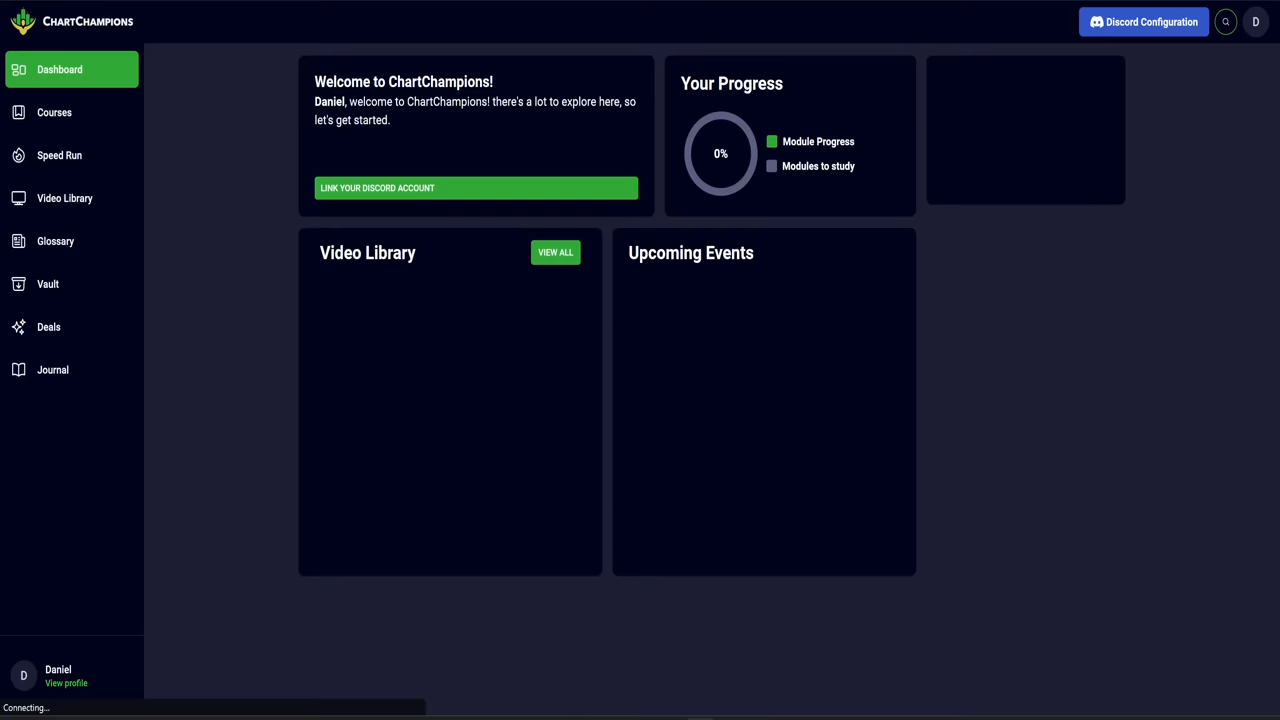 ChartChampions
Discord Configuration
D
Dashboard
Courses
Speed Run
Video Library
Glossary
Vault
Deals
Journal
Welcome to ChartChampions!
Daniel, welcome to ChartChampions! there's a lot to explore here, so
let's get started.
LINK YOUR DISCORD ACCOUNT
Your Progress
0%
Module Progress
Modules to study
Video Library
VIEW ALL
Upcoming Events
D
Daniel
View profile
Connecting...